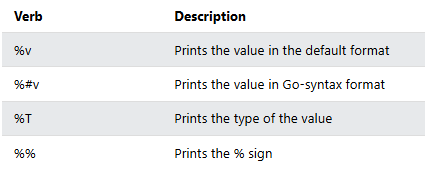 Verb Description
%v Prints the value in the default format
%#v Prints the value in Go-syntax format
%T Prints the type of the value
%% Prints the % sign